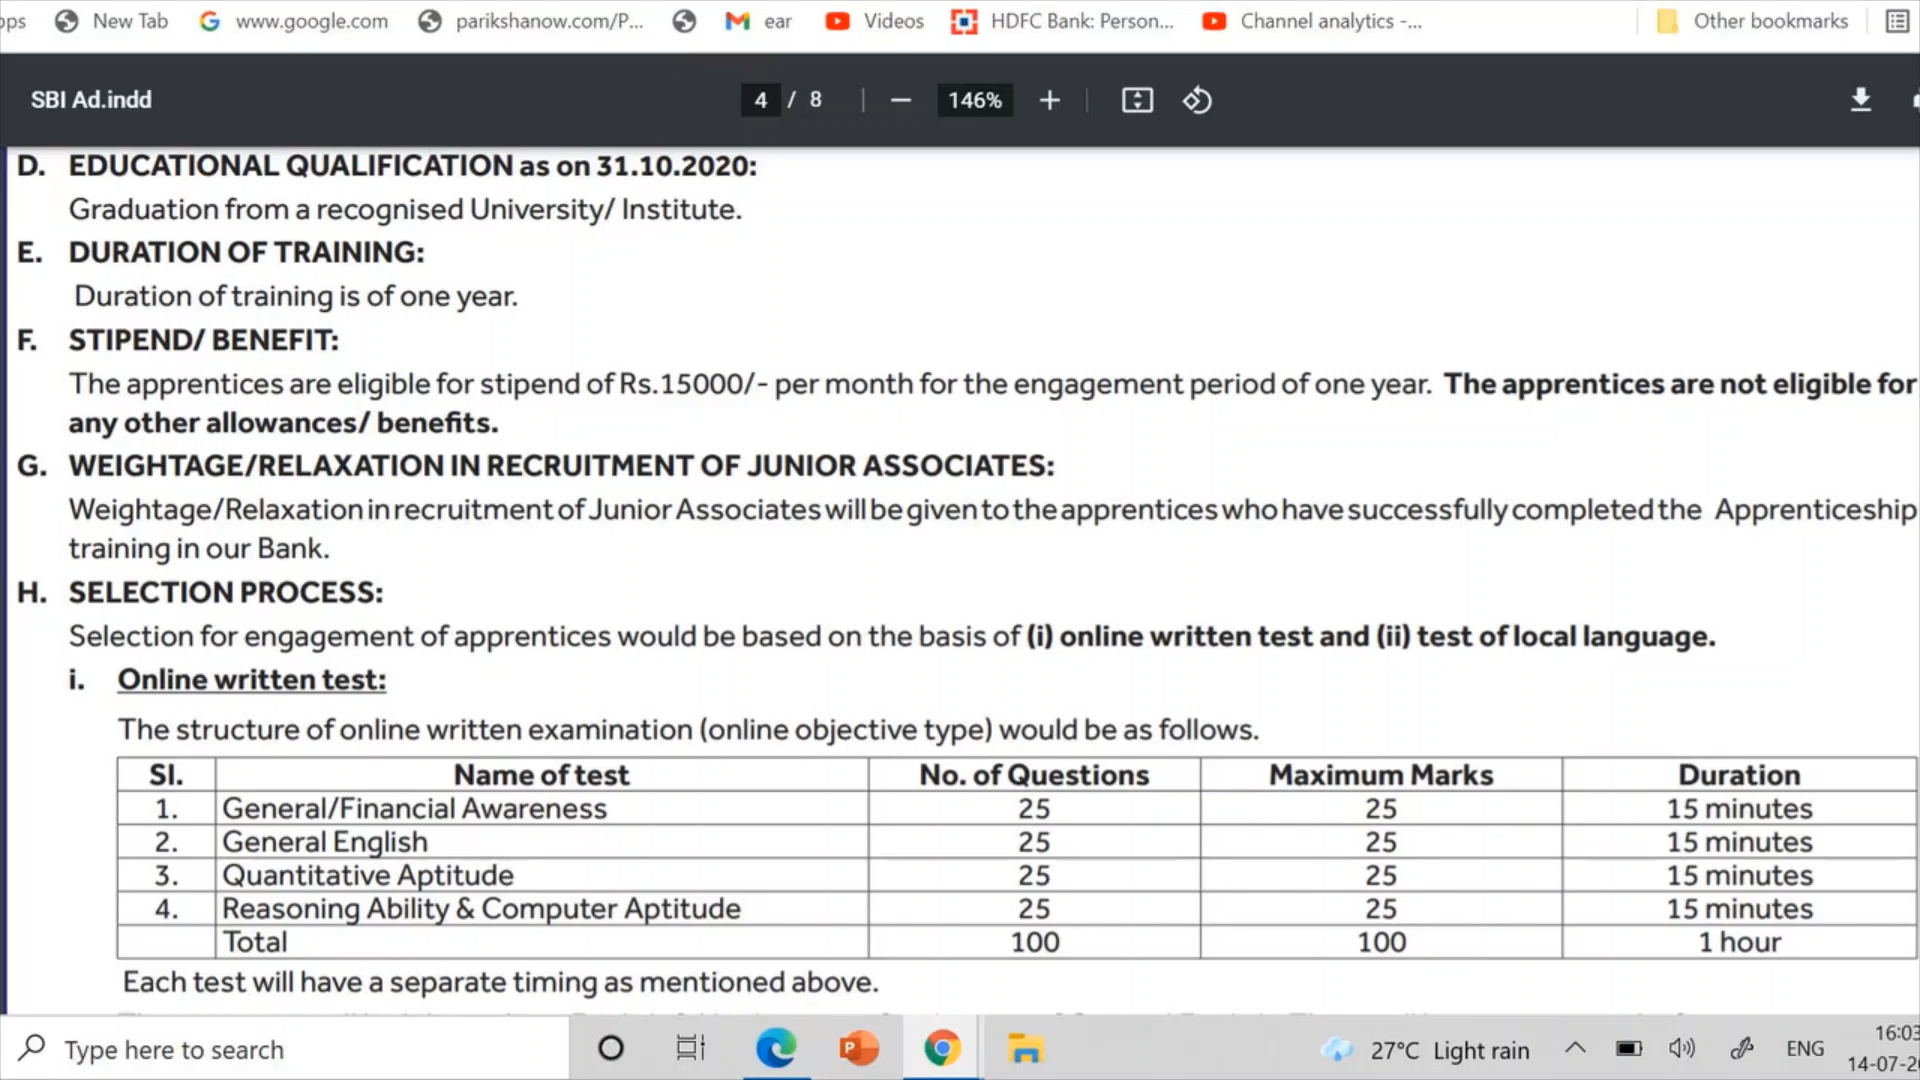 ops New Tab www.google.com parikshanow.com/P... ear Videos HDFC Bank: Person... Channel analytics -... Other bookmarks
SBI Ad.indd 4 / 8 146%
D. EDUCATIONAL QUALIFICATION as on 31.10.2020:
Graduation from a recognised University/ Institute.
E. DURATION OF TRAINING:
Duration of training is of one year.
F. STIPEND/ BENEFIT:
The apprentices are eligible for stipend of Rs.15000/- per month for the engagement period of one year. The apprentices are not eligible for
any other allowances/ benefits.
G. WEIGHTAGE/RELAXATION IN RECRUITMENT OF JUNIOR ASSOCIATES:
Weightage/Relaxation in recruitment of Junior Associates will be given to the apprentices who have successfully completed the Apprenticeship
training in our Bank.
H. SELECTION PROCESS:
Selection for engagement of apprentices would be based on the basis of (i) online written test and (ii) test of local language.
i. Online written test:
The structure of online written examination (online objective type) would be as follows.
Sl. Name of test No. of Questions Maximum Marks Duration
1. General/Financial Awareness 25 25 15 minutes
2. General English 25 25 15 minutes
3. Quantitative Aptitude 25 25 15 minutes
4. Reasoning Ability & Computer Aptitude 25 25 15 minutes
Total 100 100 1 hour
Each test will have a separate timing as mentioned above.
Type here to search 27°C Light rain ENG 16:03
14-07-2